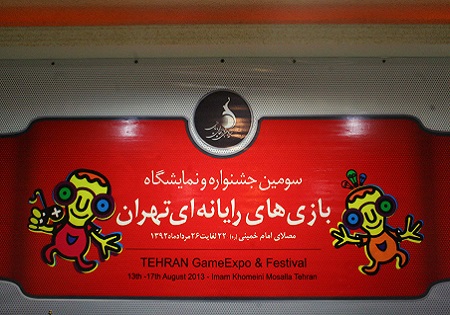 سومین جشنواره و نمایشگاه
بازی های رایانه ای تهران
مصلای امام خمینی (ره) ۲۲ لغایت ۲۶ مرداد ماه ۱۳۹۲
TEHRAN GameExpo & Festival
13th -17th August 2013 - Imam Khomeini Mosalla Tehran